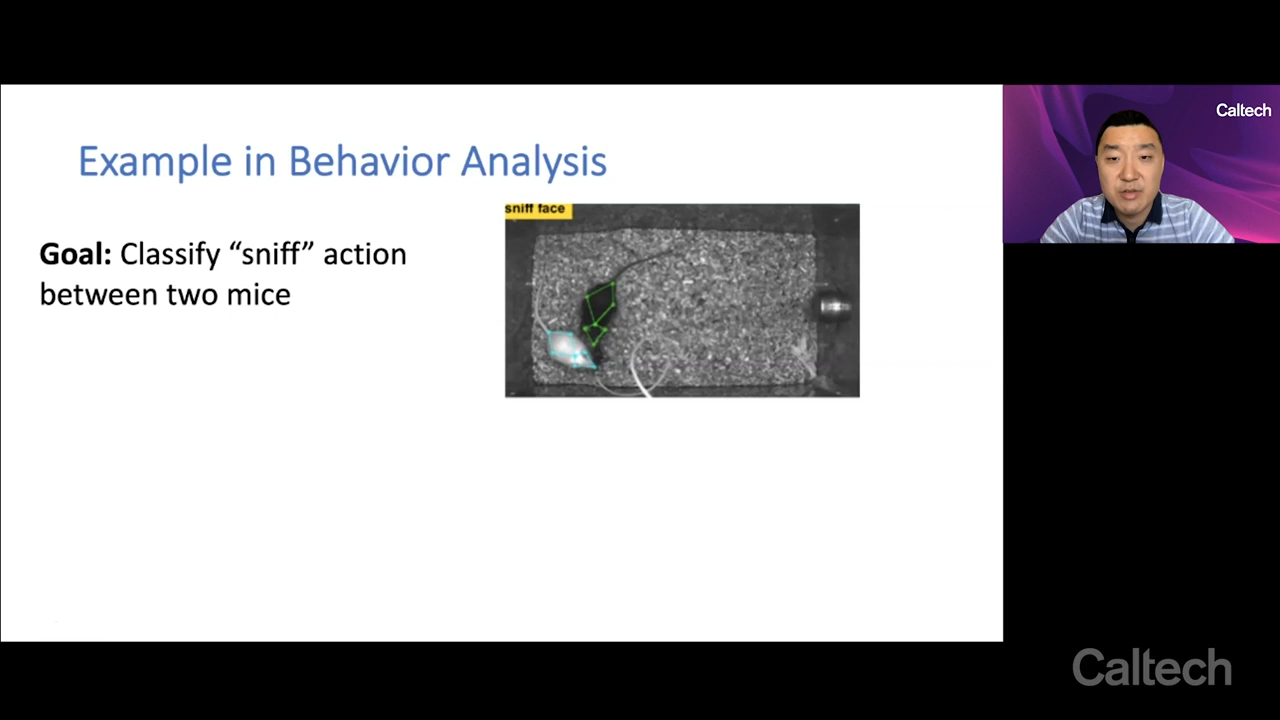 Example in Behavior Analysis
Goal: Classify “sniff” action
between two mice
sniff face
Caltech
Caltech